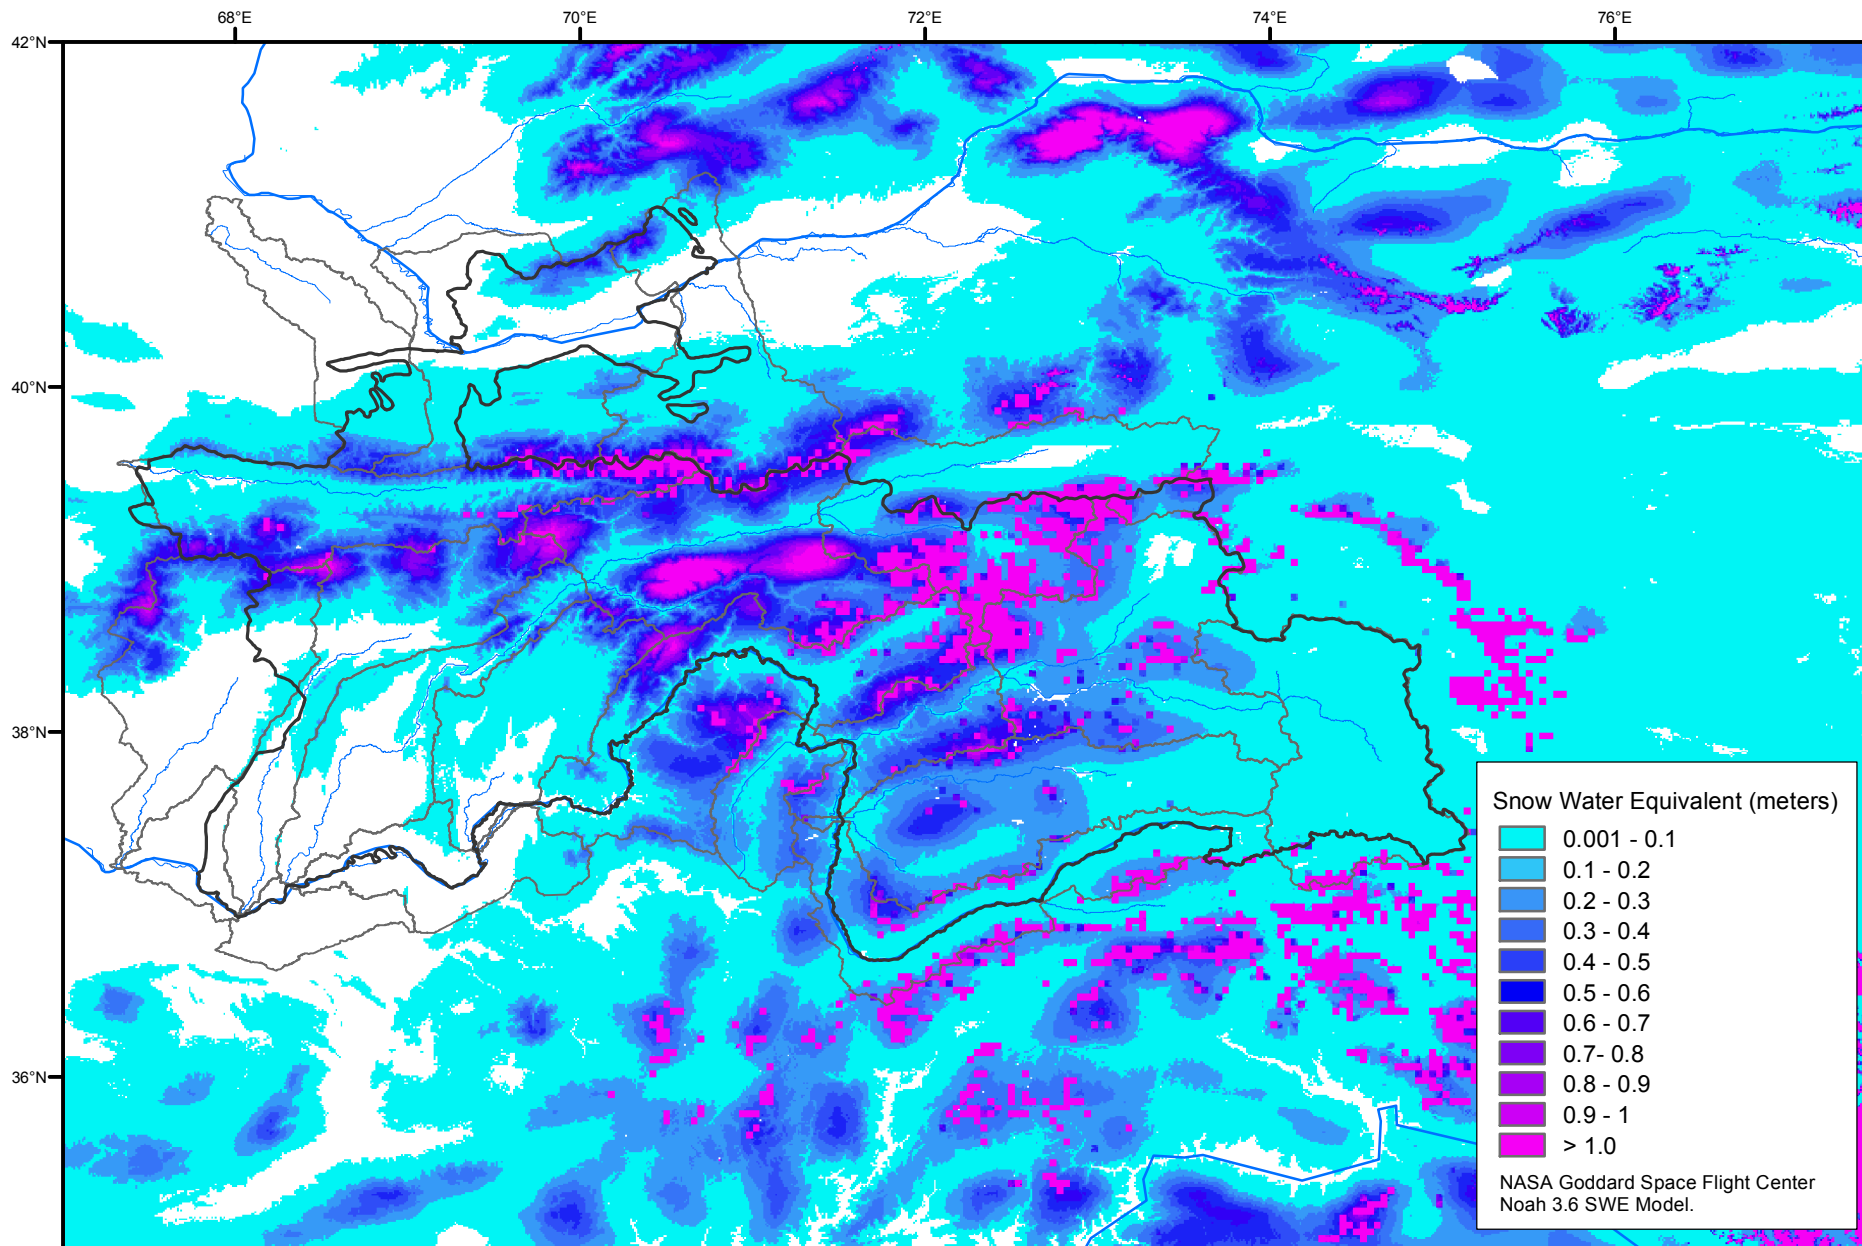 68°E
70°E
72°E
74°E
76°E
42°N
40°N
38°N
36°N
Snow Water Equivalent (meters)
0.001 - 0.1
0.1 - 0.2
0.2 - 0.3
0.3 - 0.4
0.4 - 0.5
0.5 - 0.6
0.6 - 0.7
0.7- 0.8
0.8 - 0.9
0.9 - 1
> 1.0
NASA Goddard Space Flight Center
Noah 3.6 SWE Model.